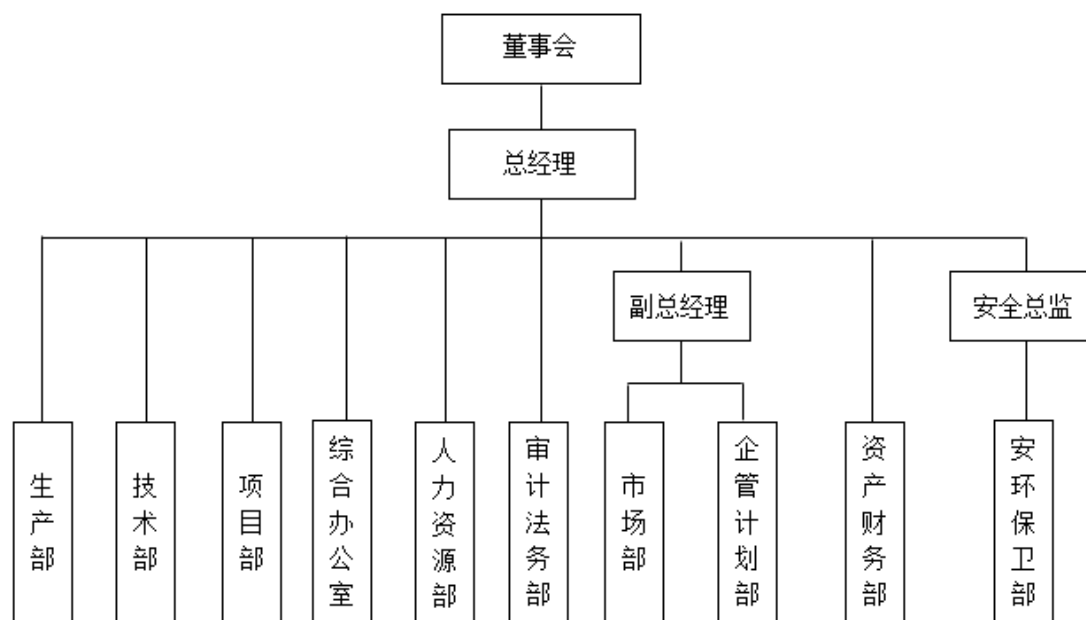 董事会
总经理
副总经理
安全总监
生产部
技术部
项目部
综合办公室
人力资源部
审计法务部
市场部
企管计划部
资产财务部
安环保卫部